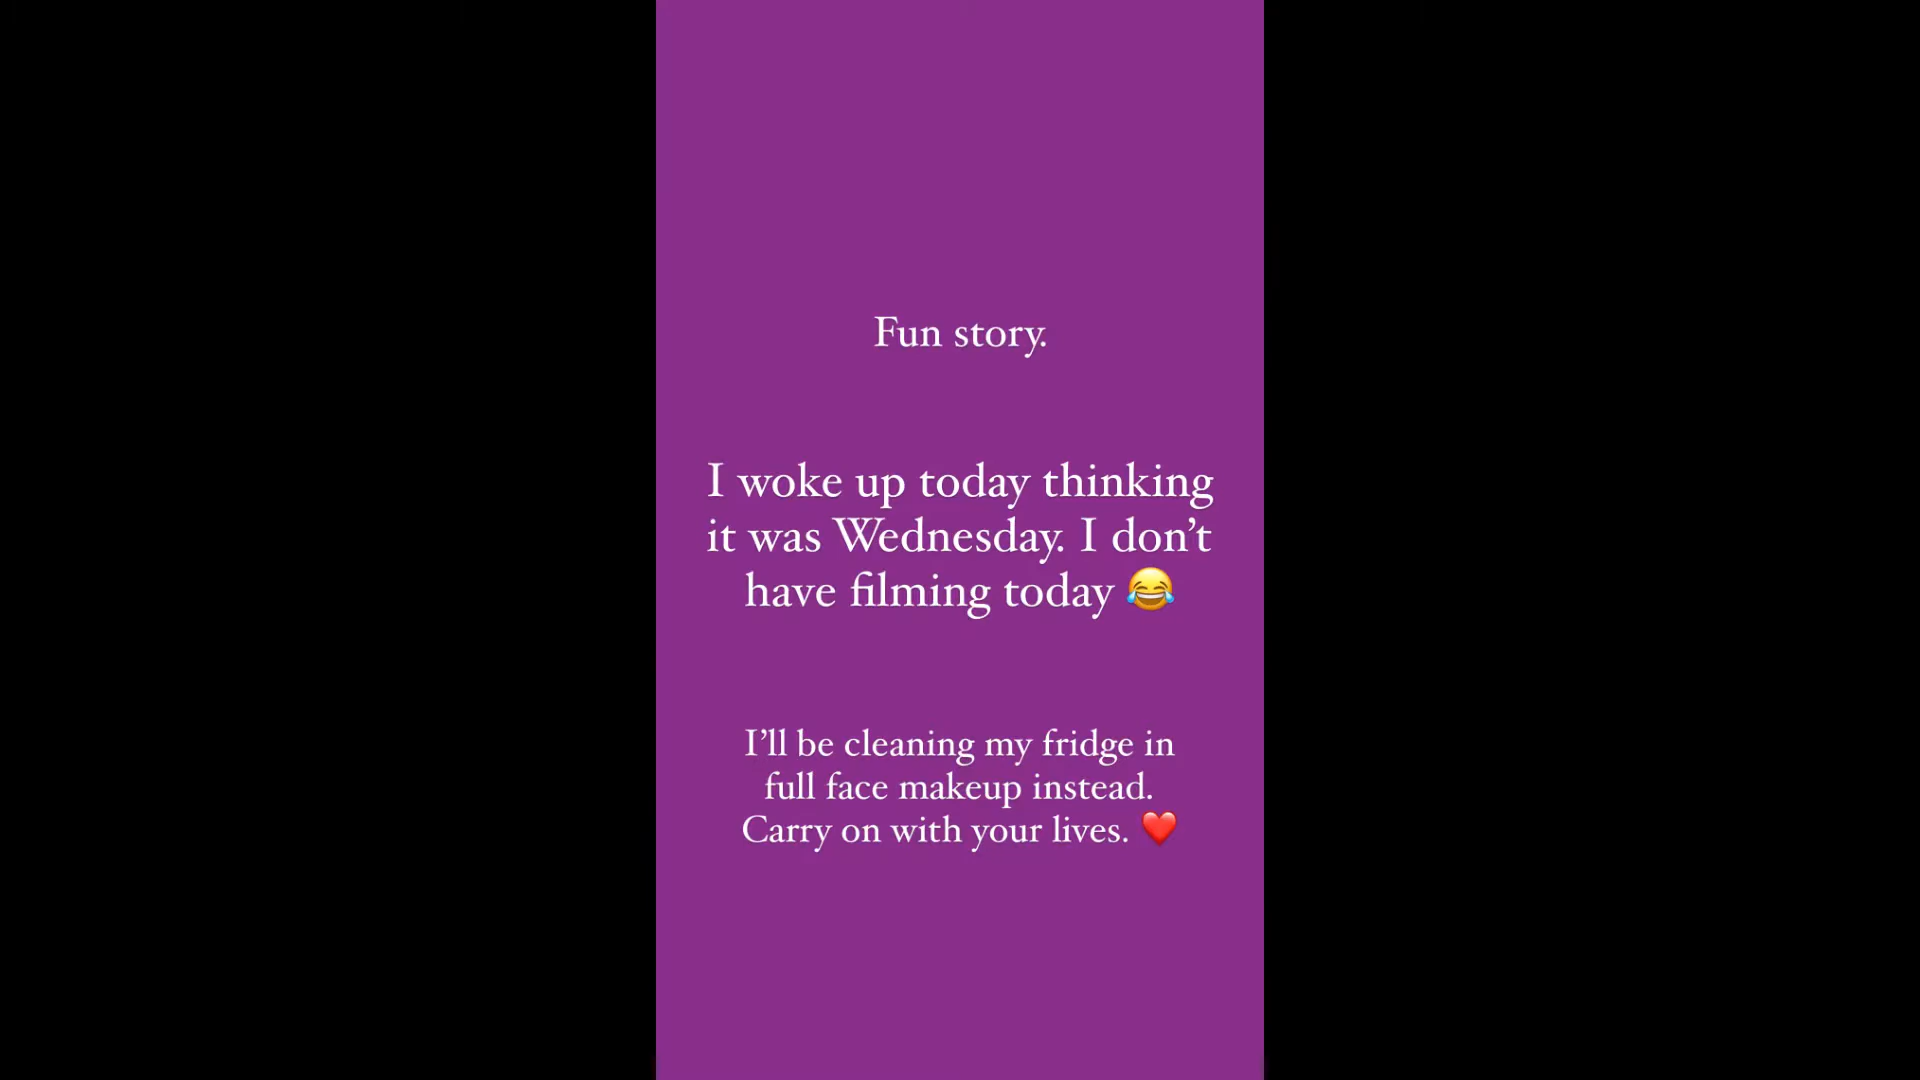 Fun story.
I woke up today thinking
it was Wednesday. I don’t
have filming today 😂
I’ll be cleaning my fridge in
full face makeup instead.
Carry on with your lives. ❤️